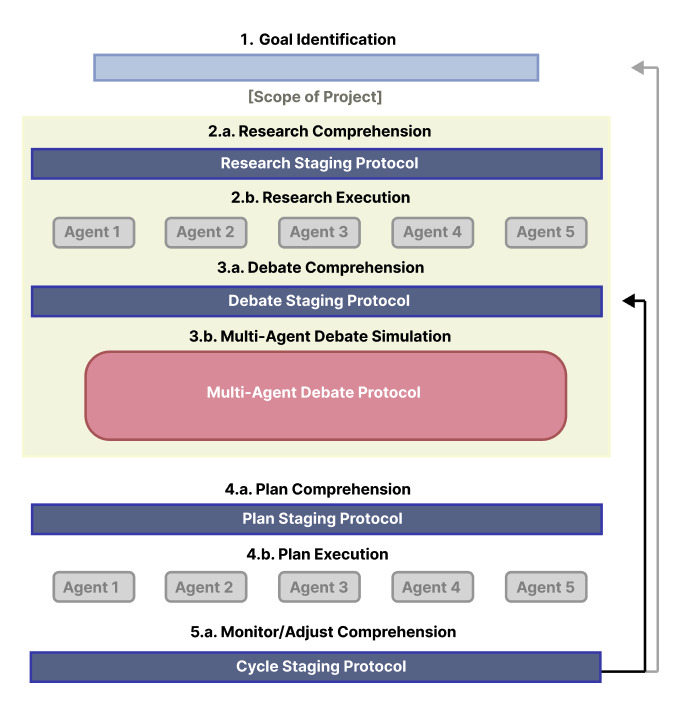 1. Goal Identification
[Scope of Project]
2.a. Research Comprehension
Research Staging Protocol
2.b. Research Execution
Agent 1
Agent 2
Agent 3
Agent 4
Agent 5
3.a. Debate Comprehension
Debate Staging Protocol
3.b. Multi-Agent Debate Simulation
Multi-Agent Debate Protocol
4.a. Plan Comprehension
Plan Staging Protocol
4.b. Plan Execution
Agent 1
Agent 2
Agent 3
Agent 4
Agent 5
5.a. Monitor/Adjust Comprehension
Cycle Staging Protocol